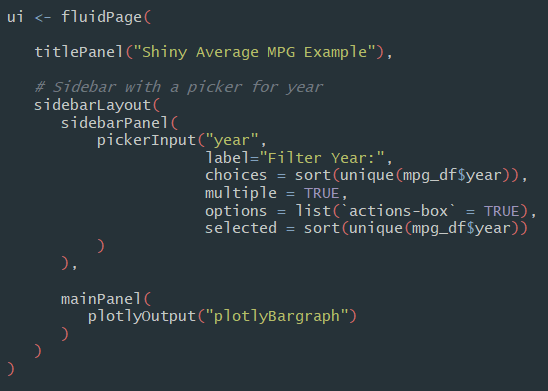 ui <- fluidPage(
titlePanel("Shiny Average MPG Example"),
# Sidebar with a picker for year
sidebarLayout(
sidebarPanel(
pickerInput("year",
label="Filter Year:",
choices = sort(unique(mpg_df$year)),
multiple = TRUE,
options = list(`actions-box` = TRUE),
selected = sort(unique(mpg_df$year))
)
),
mainPanel(
plotlyOutput("plotlyBargraph")
)
)
)